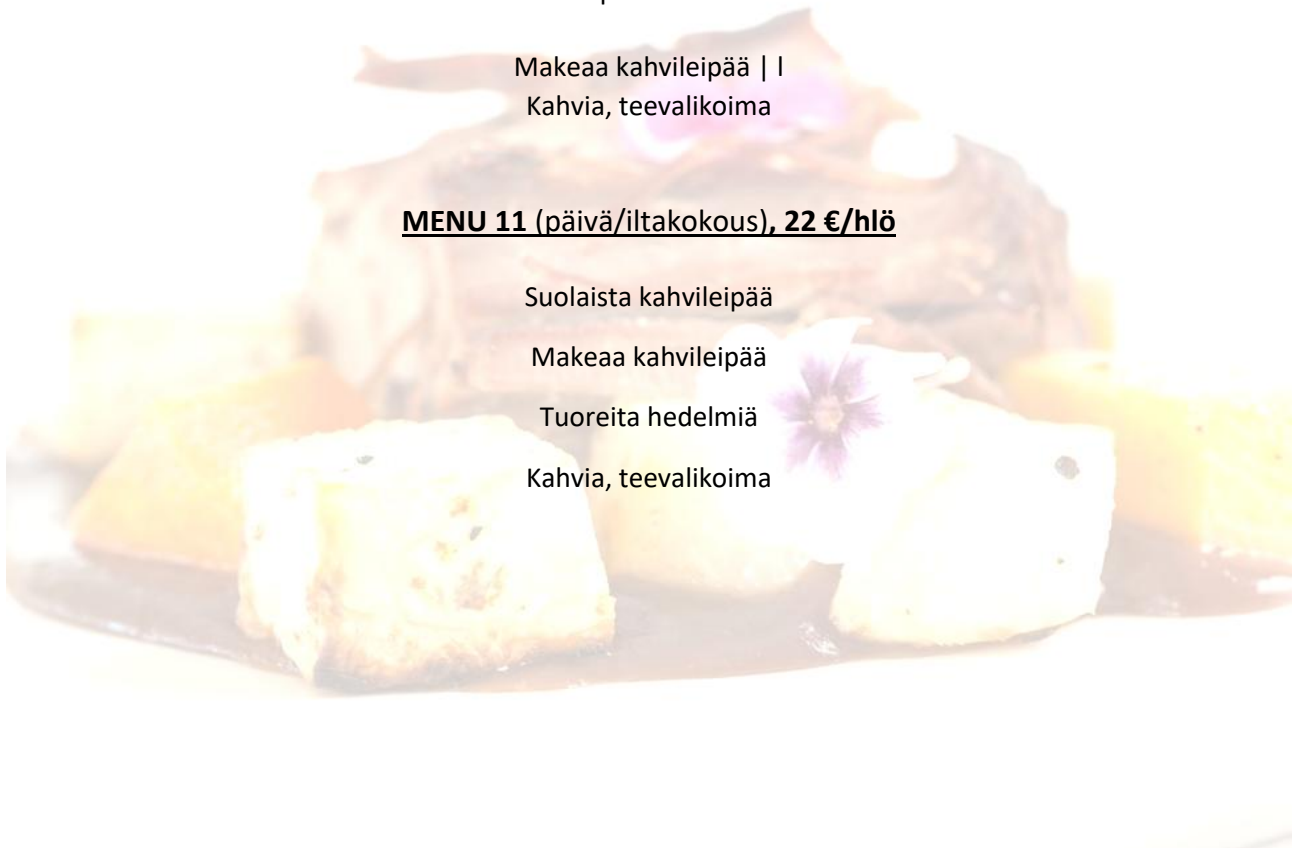 Makeaa kahvileipää | l
Kahvia, teevalikoima
MENU 11 (päivä/iltakokous), 22 €/hlö
Suolaista kahvileipää
Makeaa kahvileipää
Tuoreita hedelmiä
Kahvia, teevalikoima